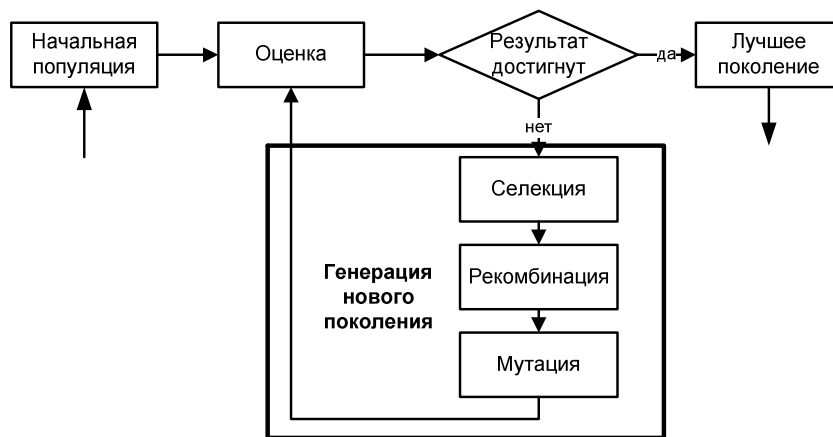 Начальная
популяция
Оценка
Результат
достигнут
да
Лучшее
поколение
нет
Селекция
Генерация
нового
поколения
Рекомбинация
Мутация